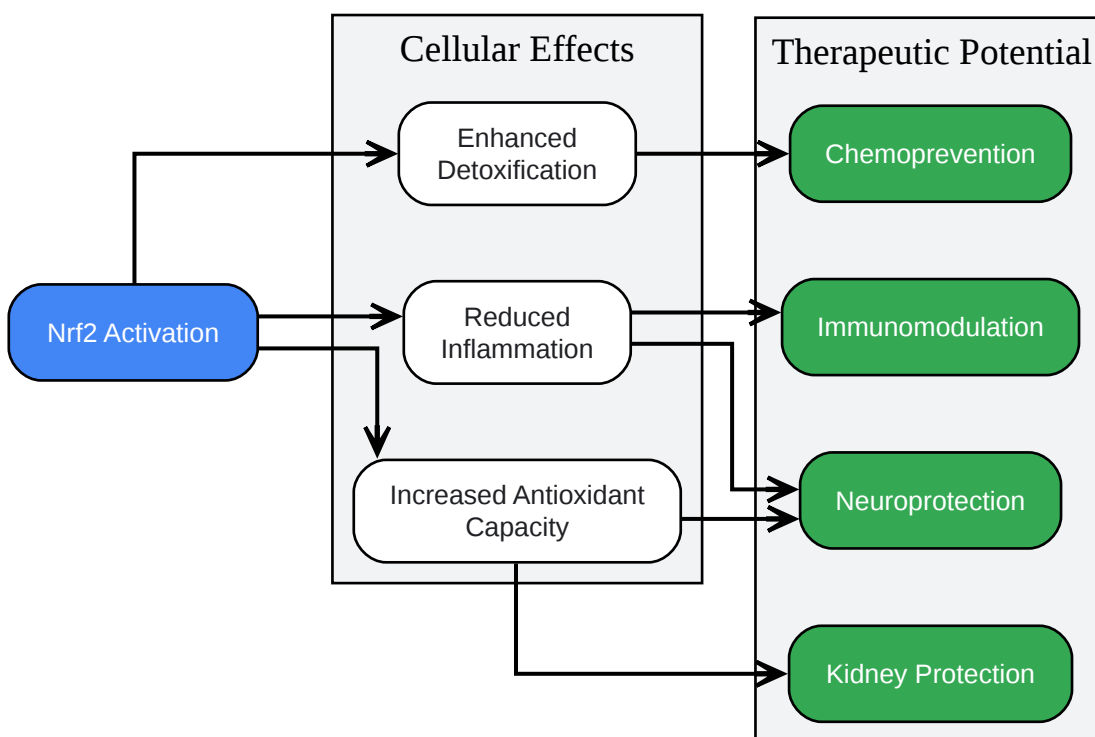 Cellular Effects
Therapeutic Potential
Enhanced
Detoxification
Chemoprevention
Nrf2 Activation
Reduced
Inflammation
Immunomodulation
Increased Antioxidant
Capacity
Neuroprotection
Kidney Protection